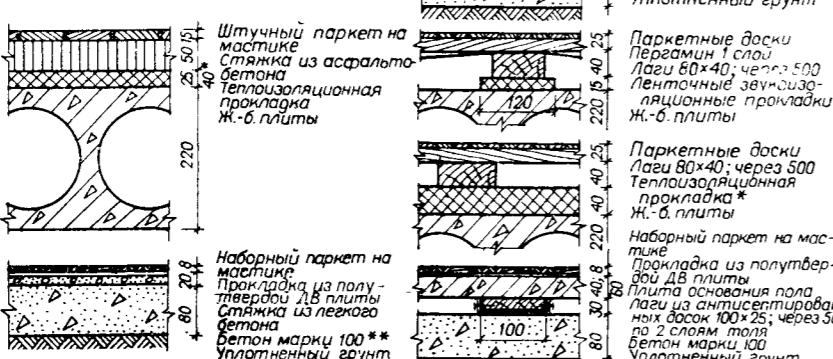 Штучный паркет на
мастике
Стяжка из асфальто-
бетона
Теплоизоляционная
прокладка
Ж.-б. плиты
15
50
25
40*
220
Наборный паркет на
мастике
Прокладка из полу-
твердой ДВ плиты
Стяжка из легкого
бетона
Бетон марки 100**
Уплотненный грунт
8
20
80
Уплотненный грунт
Паркетные доски
Пергамин 1 слой
Лаги 80×40; через 500
Ленточные звукоизо-
ляционные прокладки
Ж.-б. плиты
25
40
15
220
120
Паркетные доски
Лаги 80×40; через 500
Теплоизоляционная
прокладка*
Ж.-б. плиты
25
40
40
220
Наборный паркет на мас-
тике
Прокладка из полутвер-
дой ДВ плиты
Плита основания пола
Лаги из антисептирован-
ных досок 100×25; через
по 2 слоям толя
Бетон марки 100
Уплотненный грунт
8
40
30
60
80
100